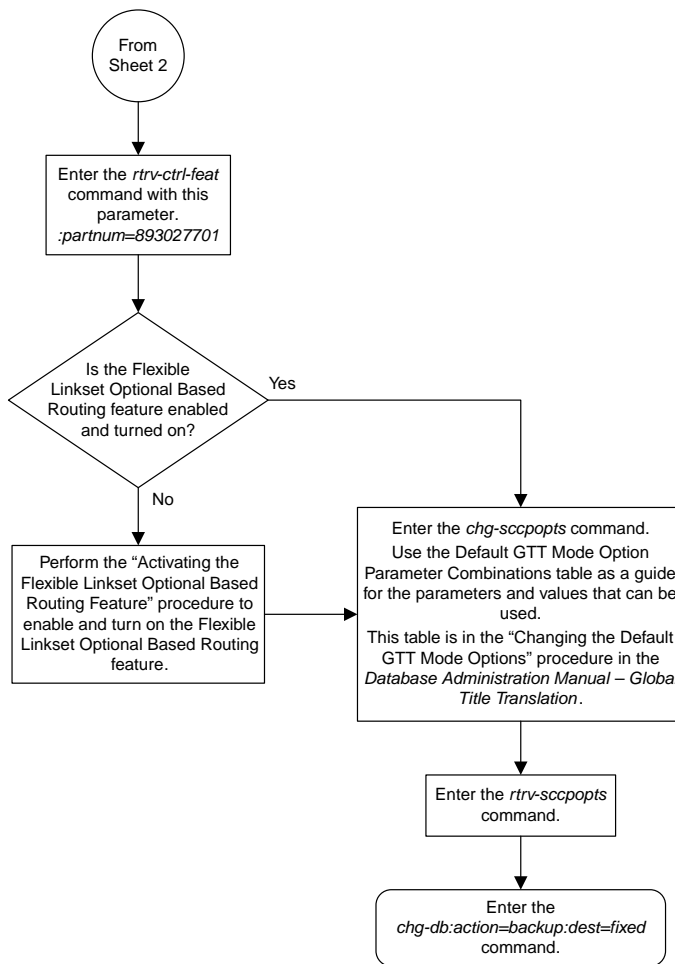 From
Sheet 2
Enter the rtrv-ctrl-feat
command with this
parameter.
:partnum=893027701
Is the Flexible
Linkset Optional Based
Routing feature enabled
and turned on?
Yes
No
Perform the “Activating the
Flexible Linkset Optional Based
Routing Feature” procedure to
enable and turn on the Flexible
Linkset Optional Based Routing
feature.
Enter the chg-sccpopts command.
Use the Default GTT Mode Option
Parameter Combinations table as a guide
for the parameters and values that can be
used.
This table is in the “Changing the Default
GTT Mode Options” procedure in the
Database Administration Manual – Global
Title Translation.
Enter the rtrv-sccpopts
command.
Enter the
chg-db:action=backup:dest=fixed
command.